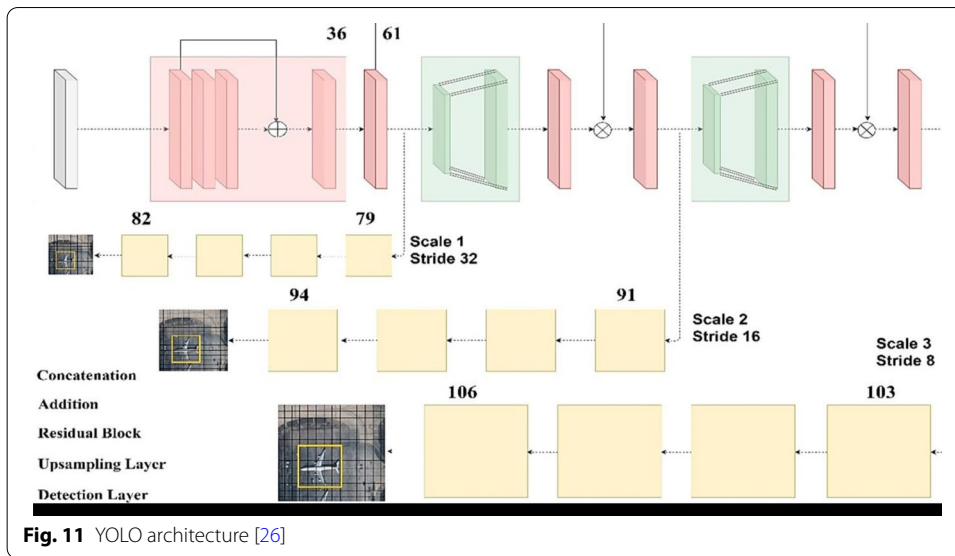 36 61
82 79
Scale 1
Stride 32
94 91
Scale 2
Stride 16
Scale 3
Stride 8
106 103
Concatenation
Addition
Residual Block
Upsampling Layer
Detection Layer
Fig. 11 YOLO architecture [26]